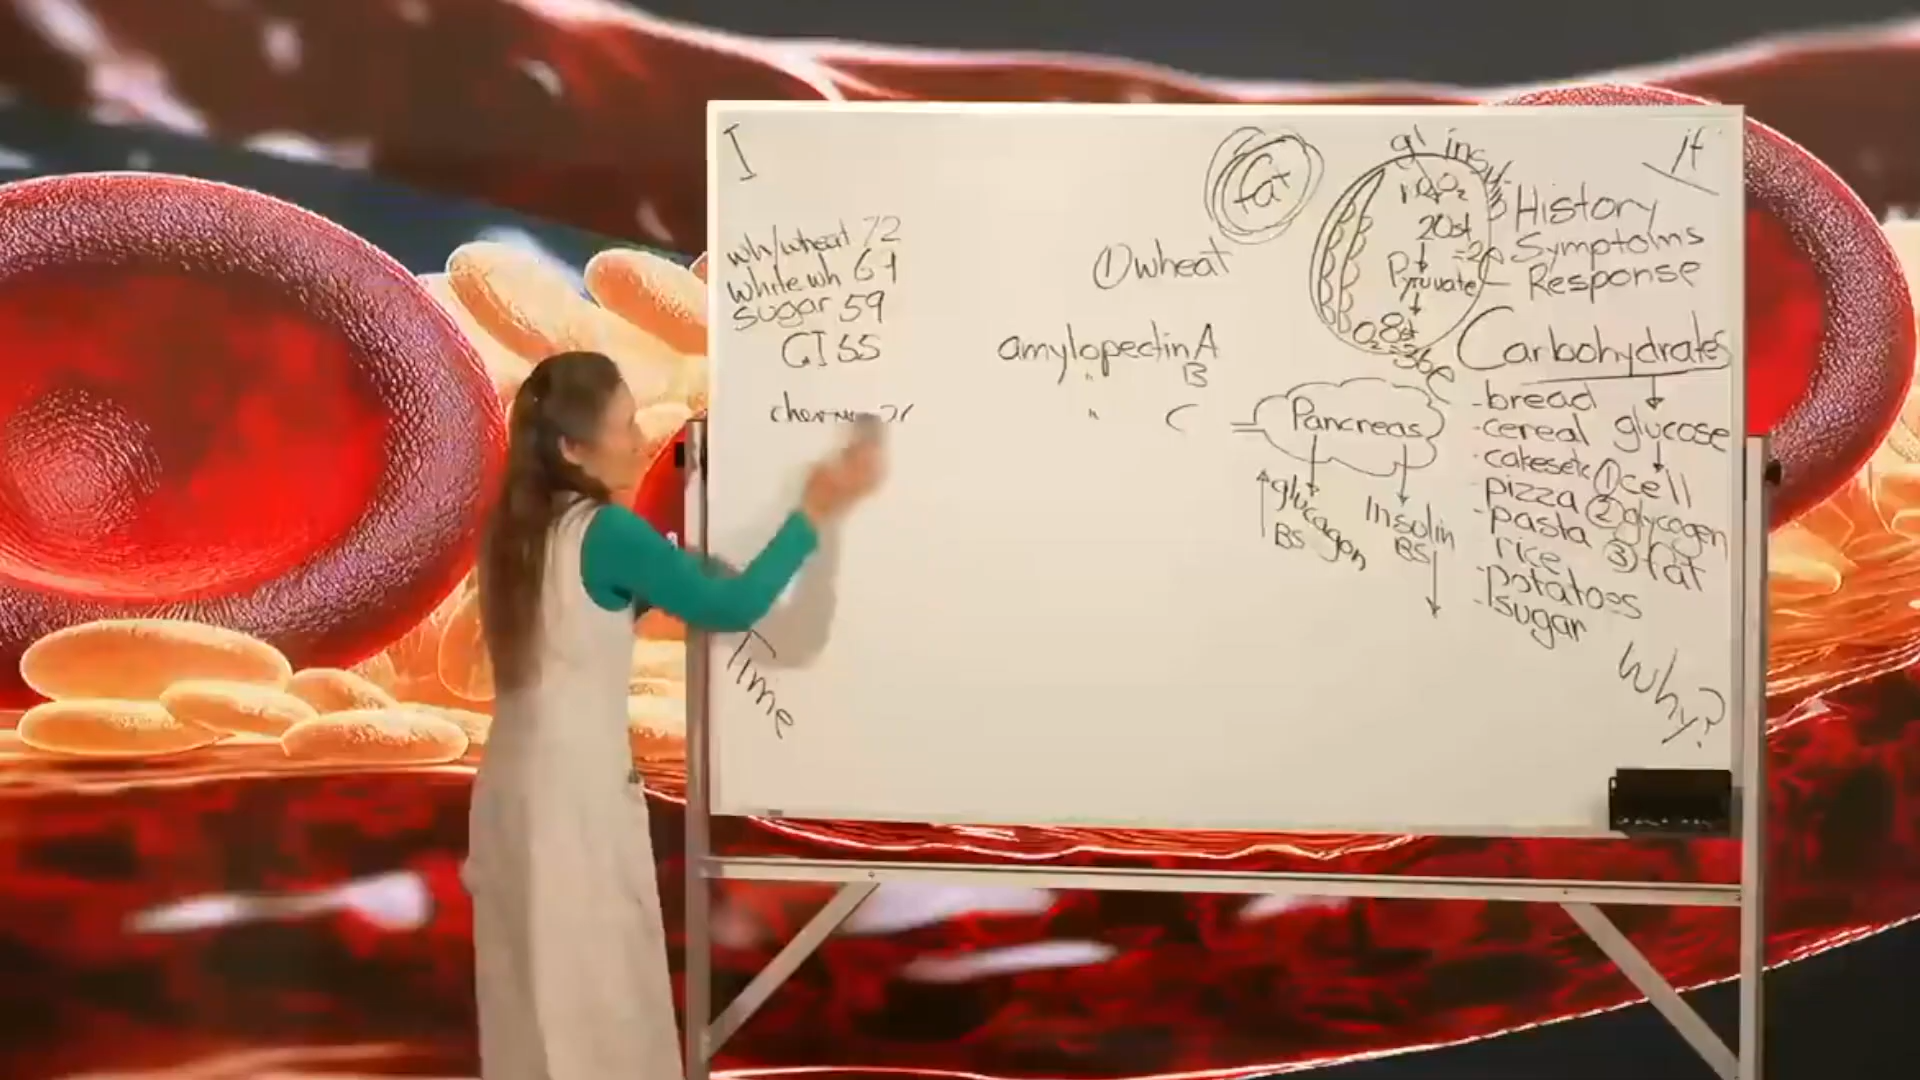 I
wh/wheat 72
white wh 67
sugar 59
GI 55
Time
① wheat
amylopectin A
" B
" C
fat
20st
Pyruvate
Pancreas
glucagon
BS
Insulin
BS
if
History
Symptoms
Response
Carbohydrates
- bread
- cereal
- cakes etc
- pizza
- pasta
rice
- potatoes
- sugar
glucose
① cell
② glycogen
③ fat
Why?